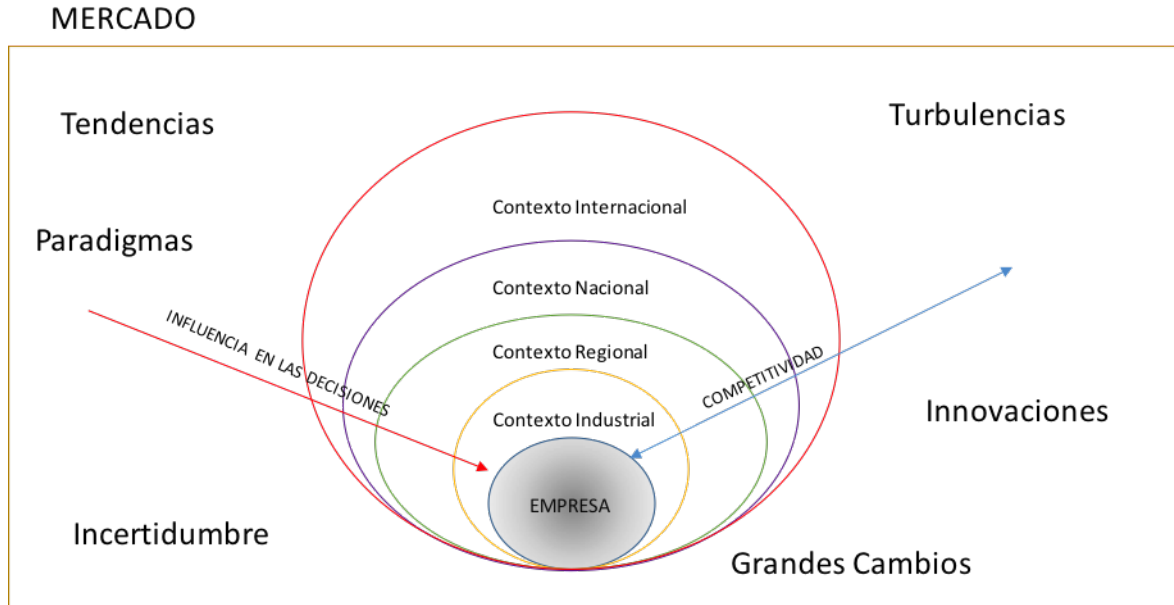 MERCADO
Tendencias
Turbulencias
Contexto Internacional
Paradigmas
Contexto Nacional
INFLUENCIA EN LAS DECISIONES
Contexto Regional
COMPETITIVIDAD
Contexto Industrial
Innovaciones
EMPRESA
Incertidumbre
Grandes Cambios